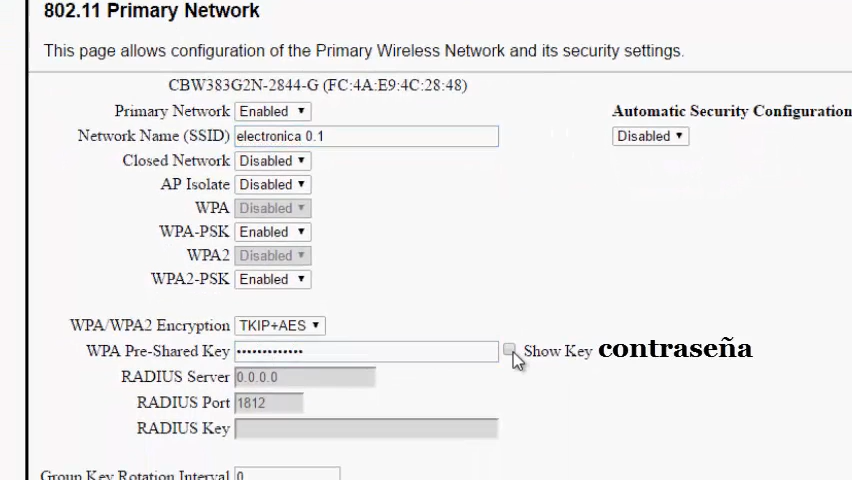 802.11 Primary Network
This page allows configuration of the Primary Wireless Network and its security settings.
CBW383G2N-2844-G (FC:4A:E9:4C:28:48)
Primary Network Enabled
Automatic Security Configuration
Network Name (SSID) electronica 0.1
Disabled
Closed Network Disabled
AP Isolate Disabled
WPA Disabled
WPA-PSK Enabled
WPA2 Disabled
WPA2-PSK Enabled
WPA/WPA2 Encryption TKIP+AES
WPA Pre-Shared Key ••••••••••••• Show Key contraseña
RADIUS Server 0.0.0.0
RADIUS Port 1812
RADIUS Key
Group Key Rotation Interval 0